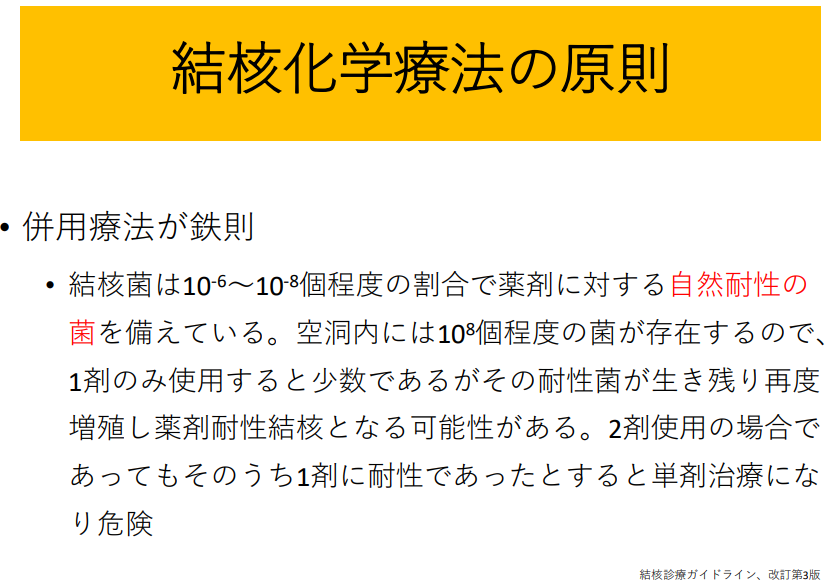 結核化学療法の原則
• 併用療法が鉄則
• 結核菌は10-6～10-8個程度の割合で薬剤に対する自然耐性の
菌を備えている。空洞内には108個程度の菌が存在するので、
1剤のみ使用すると少数であるがその耐性菌が生き残り再度
増殖し薬剤耐性結核となる可能性がある。2剤使用の場合で
あってもそのうち1剤に耐性であったとすると単剤治療にな
り危険
結核診療ガイドライン、改訂第3版